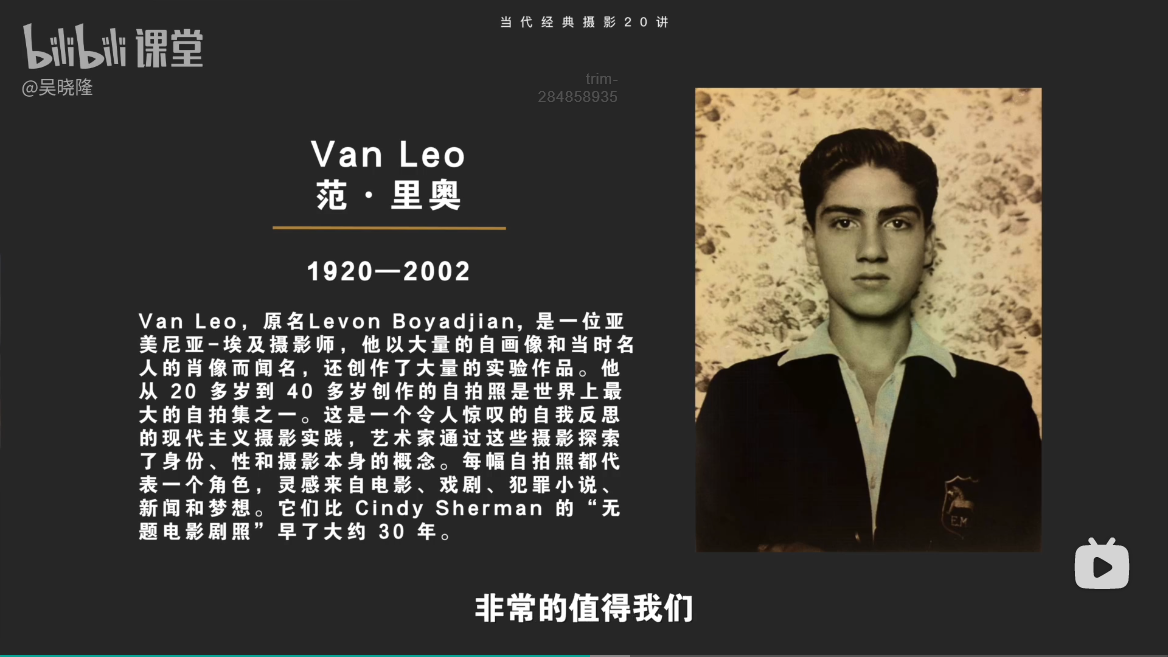 当代经典摄影20讲
bilibili 课堂
@吴晓隆
trim-
284858935
Van Leo
范·里奥
1920—2002
Van Leo，原名Levon Boyadjian, 是一位亚
美尼亚-埃及摄影师，他以大量的自画像和当时名
人的肖像而闻名，还创作了大量的实验作品。他
从 20 多岁到 40 多岁创作的自拍照是世界上最
大的自拍集之一。这是一个令人惊叹的自我反思
的现代主义摄影实践，艺术家通过这些摄影探索
了身份、性和摄影本身的概念。每幅自拍照都代
表一个角色，灵感来自电影、戏剧、犯罪小说、
新闻和梦想。它们比 Cindy Sherman 的“无
题电影剧照”早了大约 30 年。
E.M
非常的值得我们